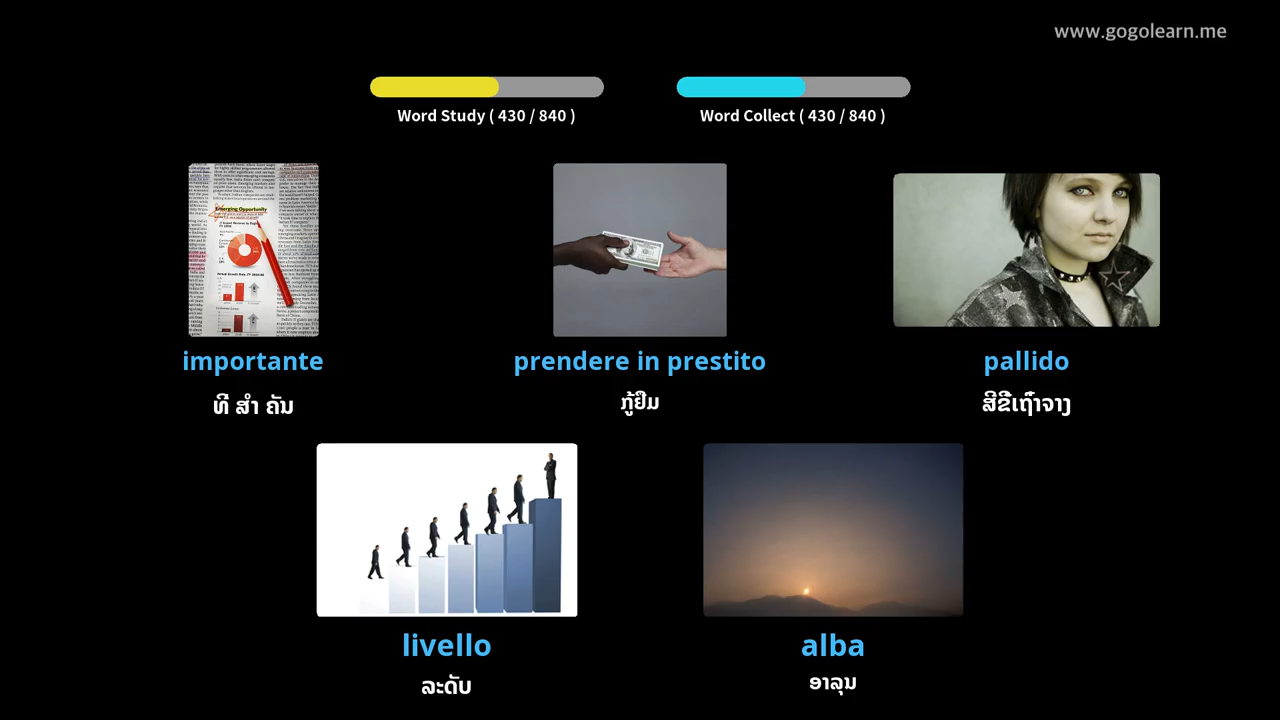 www.gogolearn.me
Word Study ( 430 / 840 )
Word Collect ( 430 / 840 )
Emerging Opportunity
importante
prendere in prestito
pallido
ທີ ສໍາ ຄັນ
ກູ້ຢືມ
ສີຂີ້ເຖົ່າຈາງ
livello
alba
ລະດັບ
ອາລຸນ